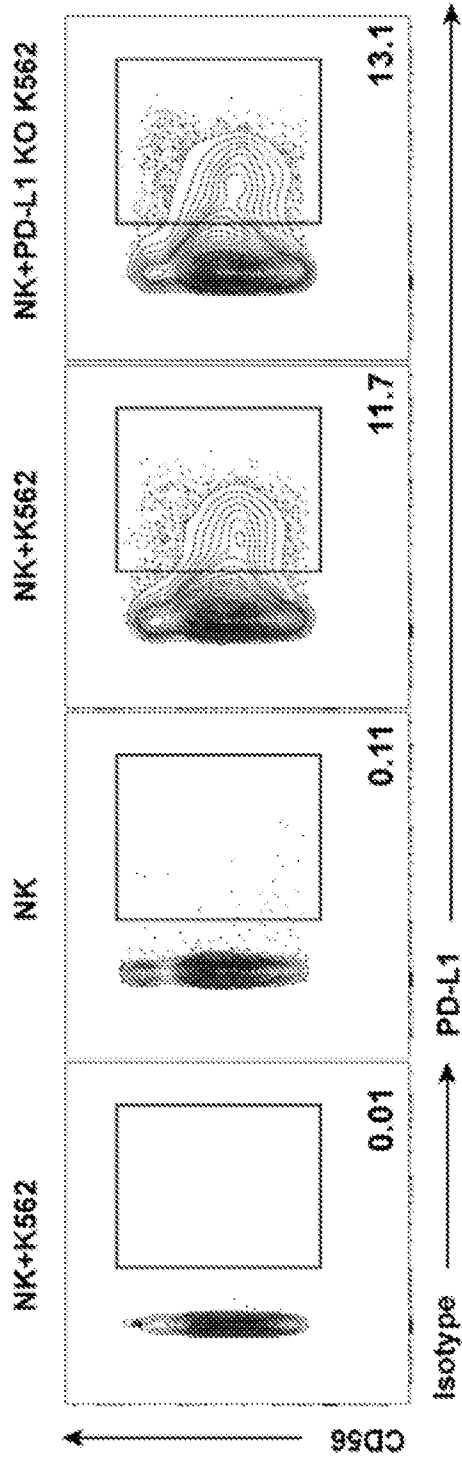 NK+K562
NK
NK+K562
NK+PD-L1 KO K562
0.01
0.11
11.7
13.1
CD56
Isotype
PD-L1